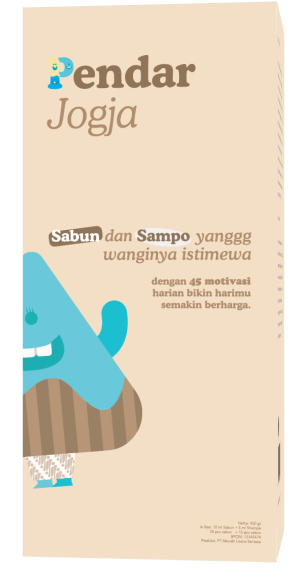 Pendar
Jogja
Sabun dan Sampo yanggg
wanginya istimewa
dengan 45 motivasi
harian bikin harimu
semakin berharga.